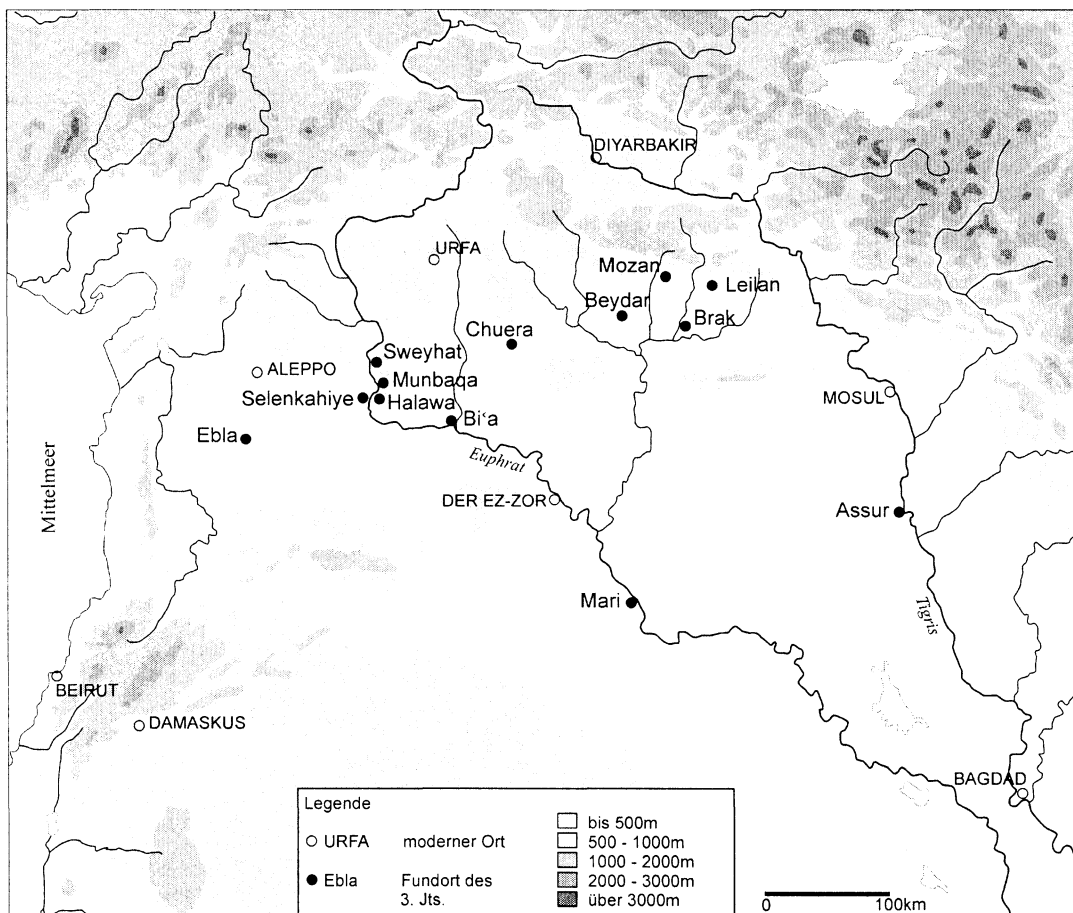 DIYARBAKIR
URFA
Mozan
Leilan
Beydar
Brak
Chuera
Sweyhat
ALEPPO
Munbaqa
Selenkahiye
Halawa
MOSUL
Bi‘a
Ebla
Euphrat
Mittelmeer
DER EZ-ZOR
Assur
Mari
Tigris
BEIRUT
DAMASKUS
BAGDAD
Legende
URFA moderner Ort
Ebla Fundort des
3. Jts.
bis 500m
500 - 1000m
1000 - 2000m
2000 - 3000m
über 3000m
0 100km